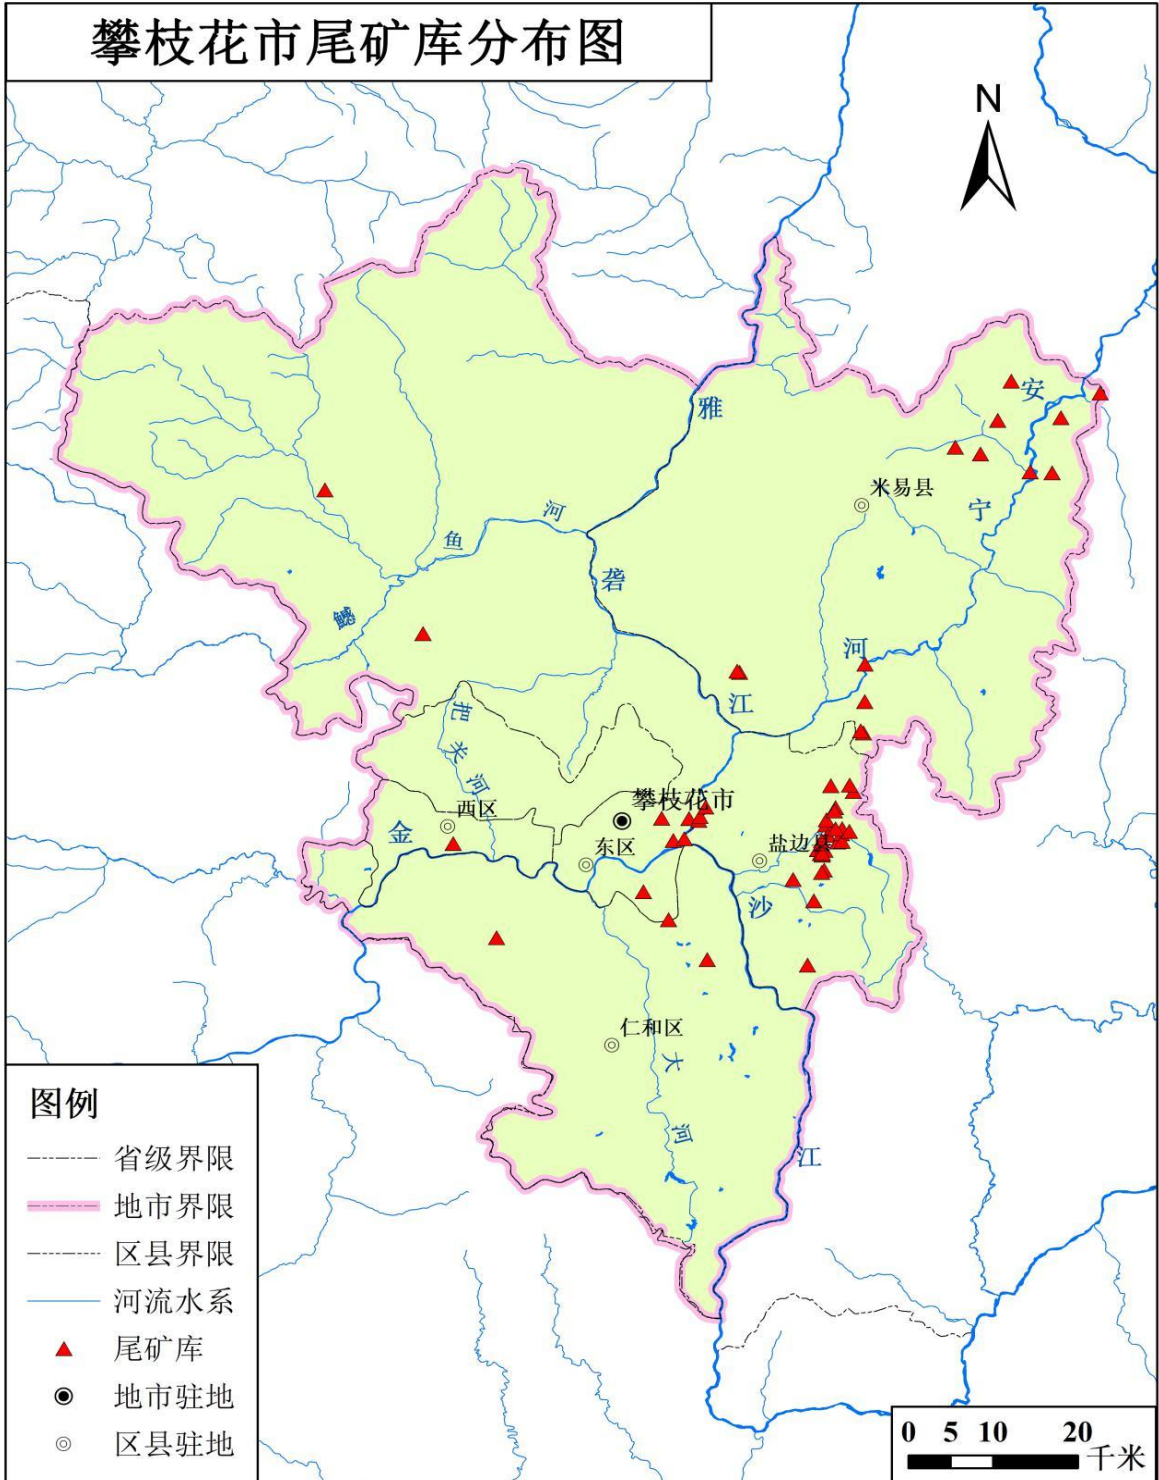 攀枝花市尾矿库分布图
N
安
雅
米易县
宁
河
鱼
砻
鳡
河
江
把
关
河
攀枝花市
西区
金
东区
盐边县
沙
仁和区
大
河
江
图例
省级界限
地市界限
区县界限
河流水系
尾矿库
地市驻地
区县驻地
0 5 10 20
千米